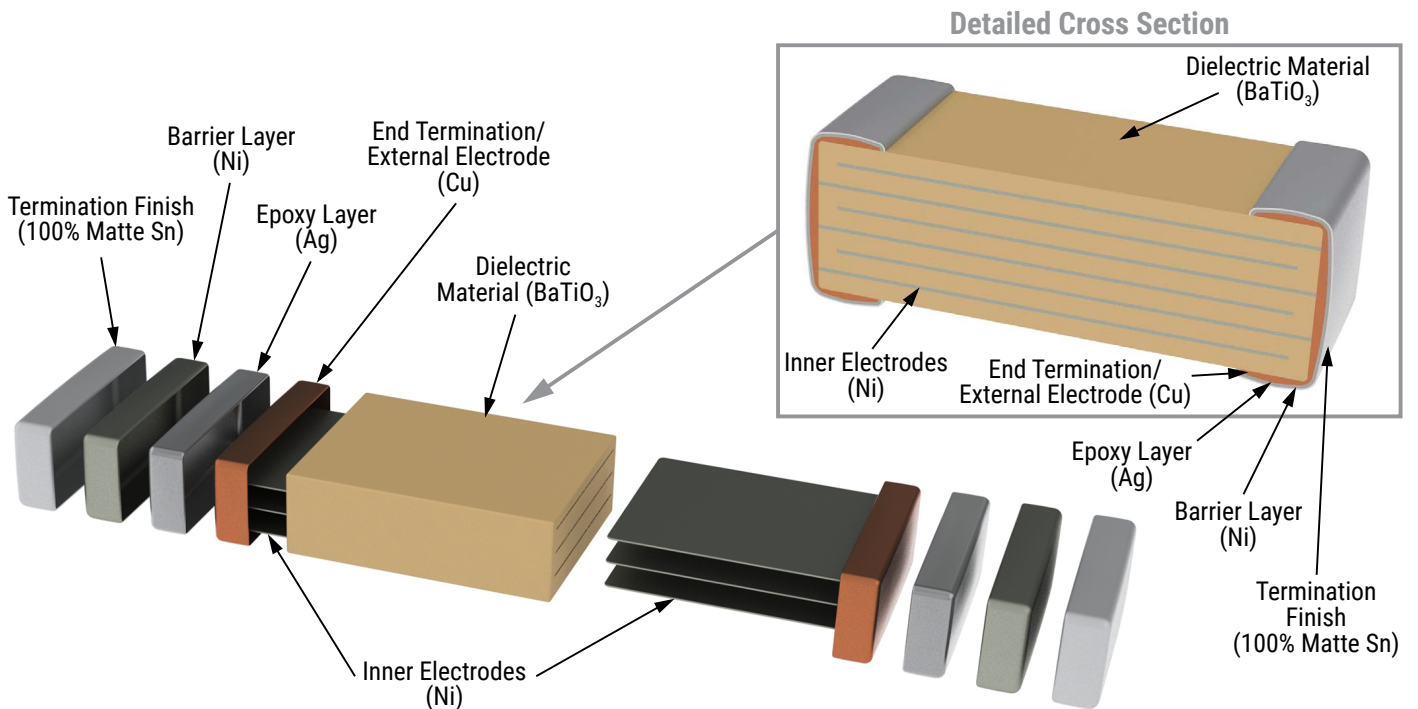 Detailed Cross Section
Dielectric Material
(BaTiO₃)
End Termination/
External Electrode
(Cu)
Barrier Layer
(Ni)
Termination Finish
(100% Matte Sn)
Epoxy Layer
(Ag)
Dielectric
Material (BaTiO₃)
Inner Electrodes
(Ni)
End Termination/
External Electrode (Cu)
Epoxy Layer
(Ag)
Barrier Layer
(Ni)
Termination
Finish
(100% Matte Sn)
Inner Electrodes
(Ni)